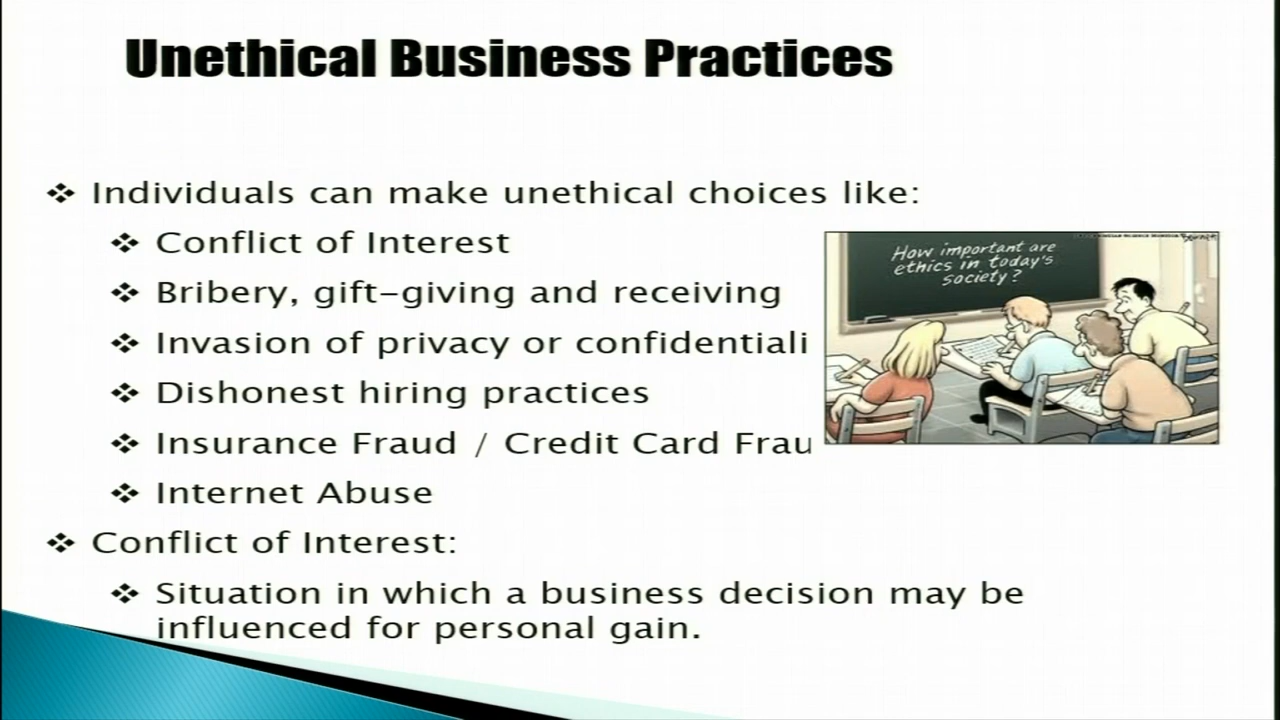 Unethical Business Practices
❖ Individuals can make unethical choices like:
❖ Conflict of Interest
❖ Bribery, gift-giving and receiving
❖ Invasion of privacy or confidentiali
❖ Dishonest hiring practices
❖ Insurance Fraud / Credit Card Frau
❖ Internet Abuse
How important are
ethics in today's
society?
❖ Conflict of Interest:
❖ Situation in which a business decision may be
influenced for personal gain.